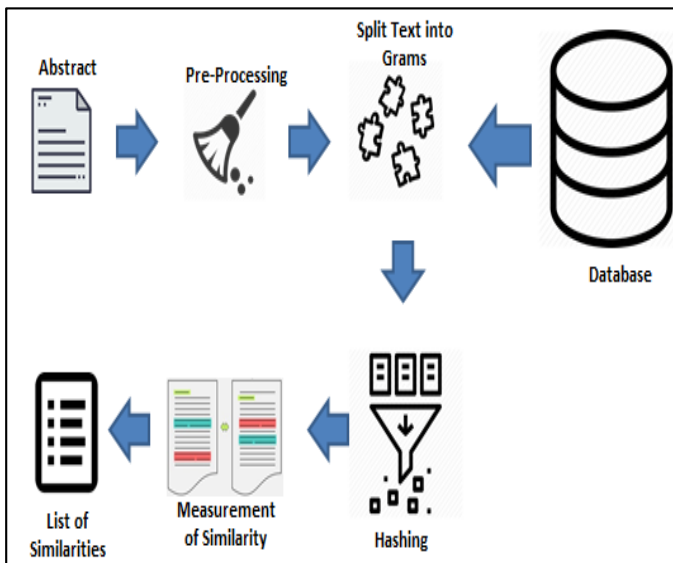 Abstract
Pre-Processing
Split Text into
Grams
Database
List of
Similarities
Measurement
of Similarity
Hashing